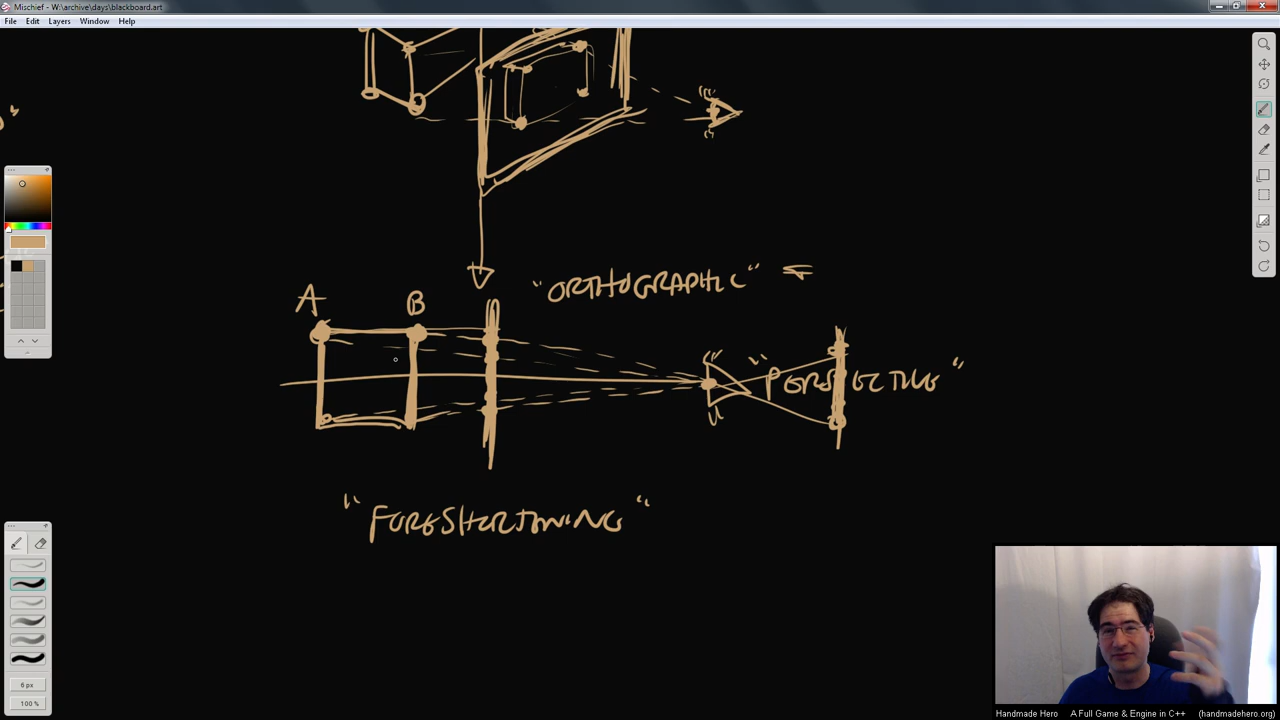 Mischief - W:\archive\days\blackboard.art
File Edit Layers Window Help
"ORTHOGRAPHIC"
A B
"PERSPECTIVE"
"FORESHORTENING"
6 px
100 %
Handmade Hero A Full Game & Engine in C++ (handmadehero.org)